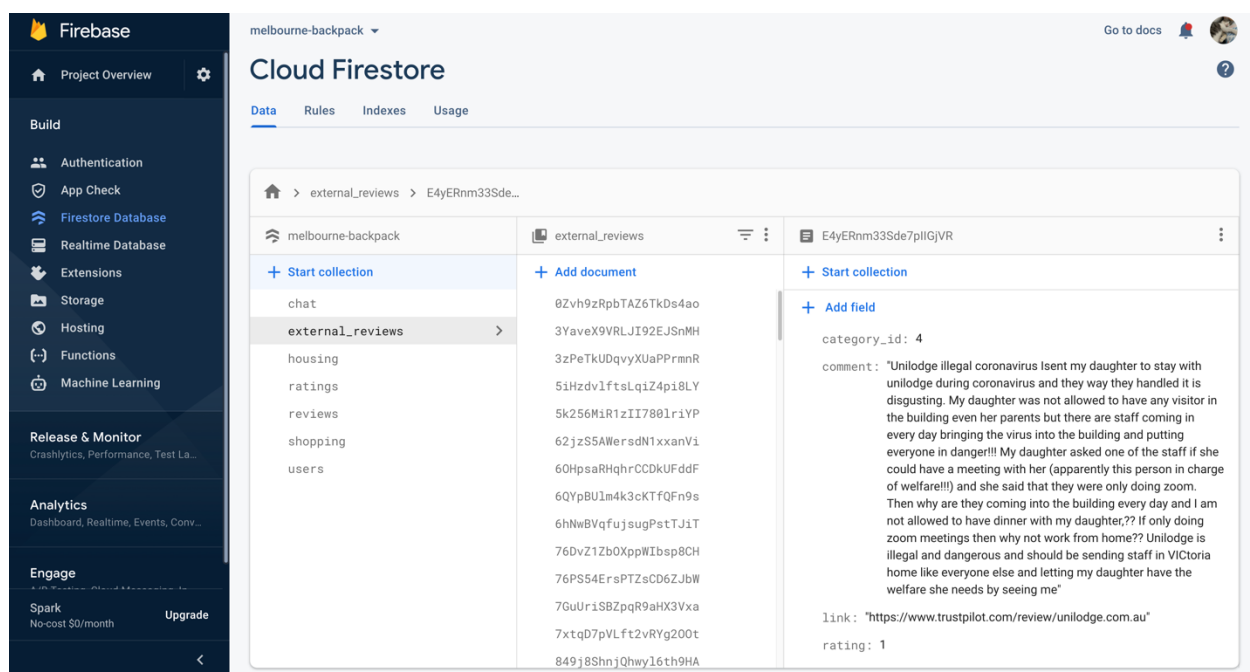 Firebase
Project Overview
Build
Authentication
App Check
Firestore Database
Realtime Database
Extensions
Storage
Hosting
Functions
Machine Learning
Release & Monitor
Crashlytics, Performance, Test La...
Analytics
Dashboard, Realtime, Events, Conv...
Engage
Spark
No-cost $0/month
Upgrade
melbourne-backpack
Go to docs
Cloud Firestore
Data
Rules
Indexes
Usage
external_reviews
E4yERnm33Sde...
melbourne-backpack
Start collection
chat
external_reviews
housing
ratings
reviews
shopping
users
external_reviews
Add document
0Zvh9zRpbTAZ6TkDs4ao
3YaveX9VRLJI92EJSnMH
3zPeTkUDqvyXUaPPrmnR
5iHzdvlftsLqiZ4pi8LY
5k256MiR1zII780lriYP
62jzS5AWersdN1xxanVi
6OHpsaRHqhrCCDkUFddF
6QYpBUlm4k3cKTfQFn9s
6hNwBVqfujsugPstTJiT
76DvZ1ZbOXppWIbsp8CH
76PS54ErsPTZsCD6ZJbW
7GuUriSBZpqR9aHX3Vxa
7xtqD7pVLft2vRYg2OOt
849j8ShnjQhwyl6th9HA
E4yERnm33Sde7pIIGjVR
Start collection
Add field
category_id: 4
comment: "Unilodge illegal coronavirus Isent my daughter to stay with
unilodge during coronavirus and they way they handled it is
disgusting. My daughter was not allowed to have any visitor in
the building even her parents but there are staff coming in
every day bringing the virus into the building and putting
everyone in danger!!! My daughter asked one of the staff if she
could have a meeting with her (apparently this person in charge
of welfare!!!) and she said that they were only doing zoom.
Then why are they coming into the building every day and I am
not allowed to have dinner with my daughter,?? If only doing
zoom meetings then why not work from home?? Unilodge is
illegal and dangerous and should be sending staff in VICtoria
home like everyone else and letting my daughter have the
welfare she needs by seeing me"
link: "https://www.trustpilot.com/review/unilodge.com.au"
rating: 1